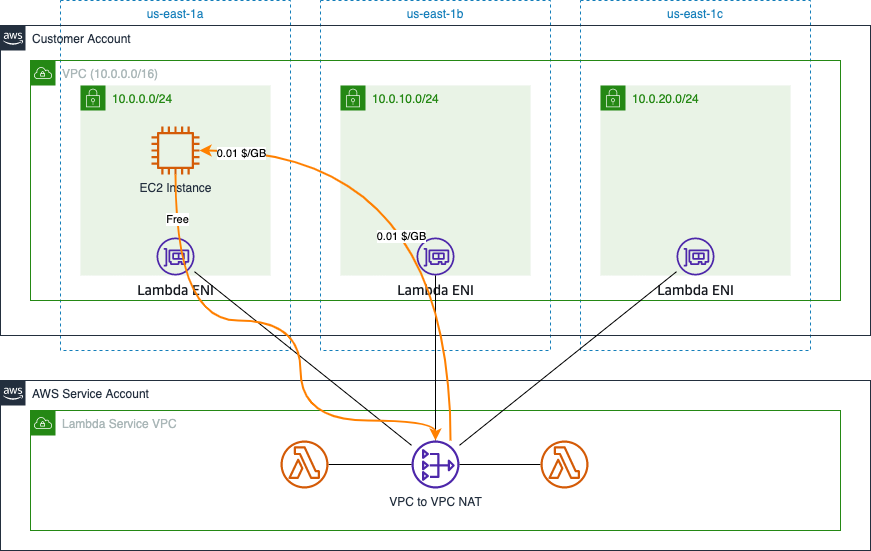 us-east-1a
us-east-1b
us-east-1c
aws
Customer Account
VPC (10.0.0.0/16)
10.0.0.0/24
10.0.10.0/24
10.0.20.0/24
0.01 $/GB
EC2 Instance
Free
0.01 $/GB
Lambda ENI
Lambda ENI
Lambda ENI
aws
AWS Service Account
Lambda Service VPC
VPC to VPC NAT